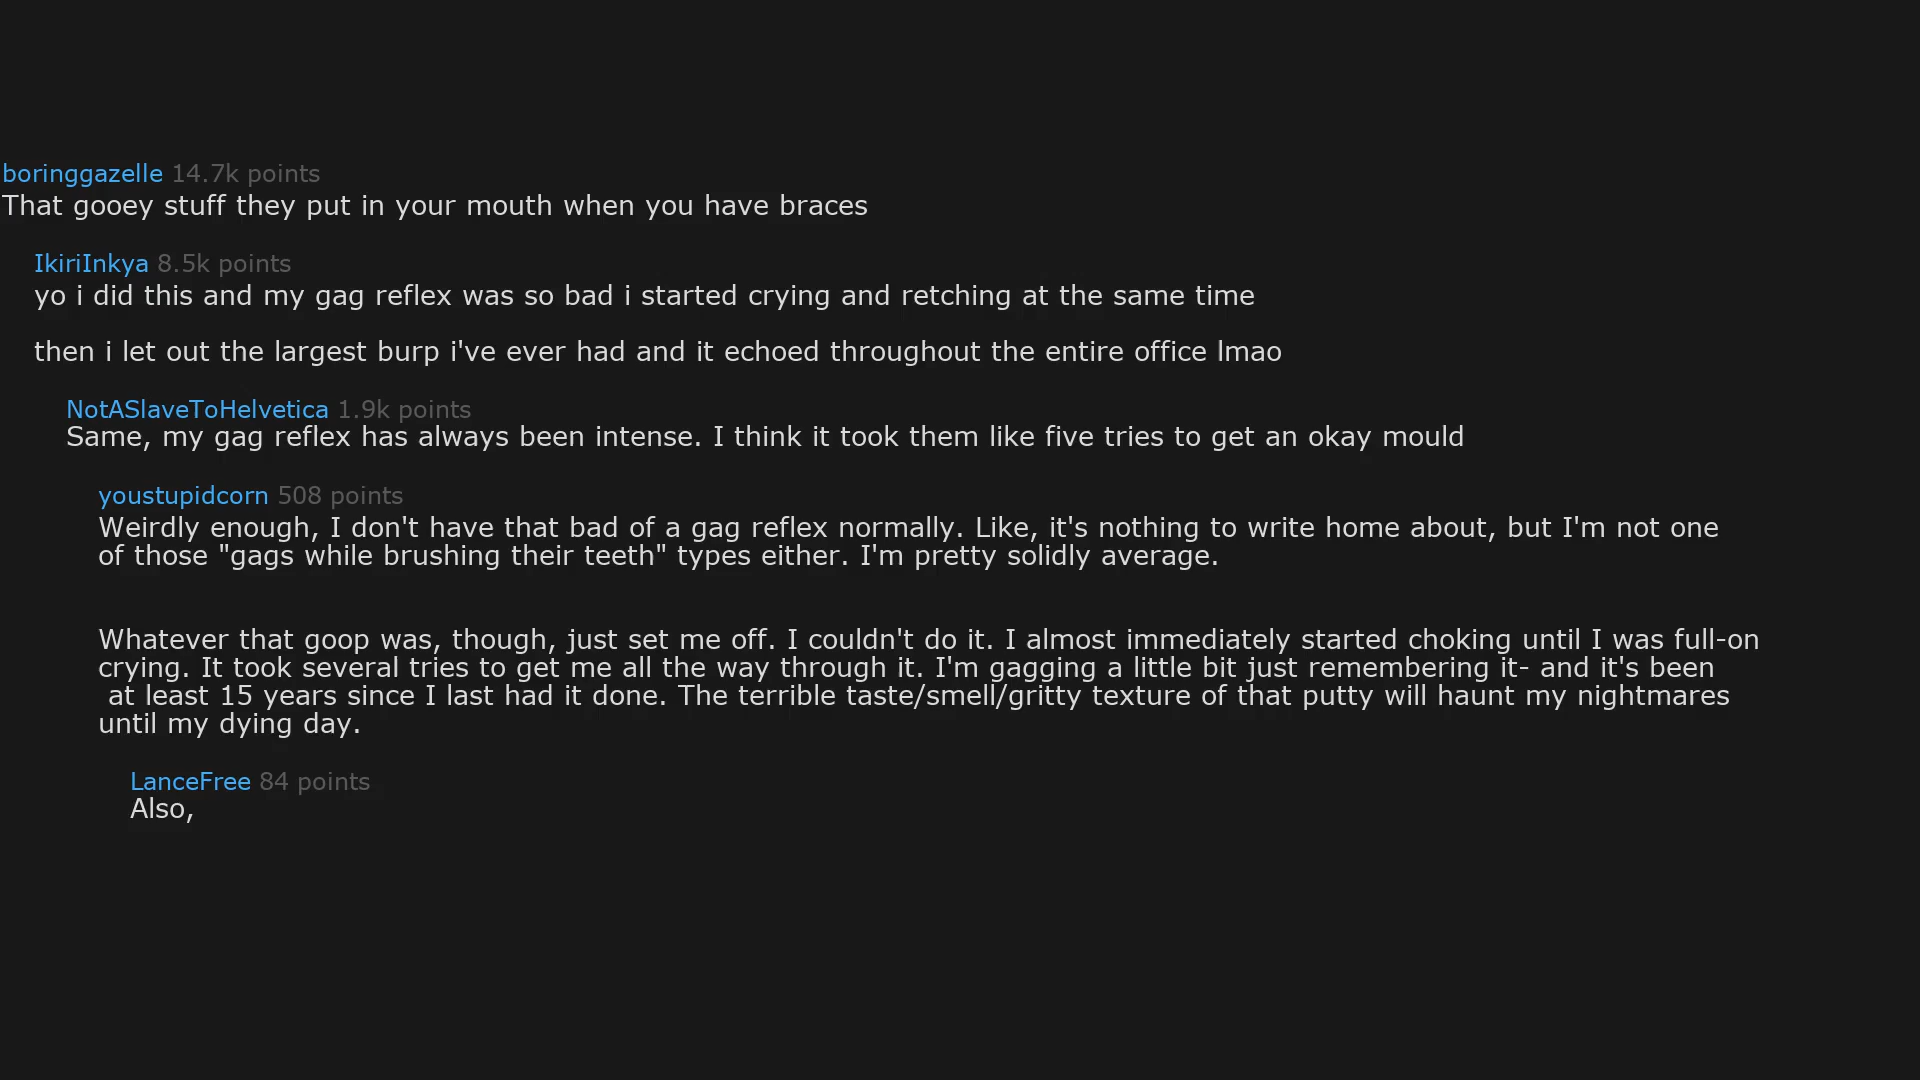 boringgazelle 14.7k points
That gooey stuff they put in your mouth when you have braces
IkiriInkya 8.5k points
yo i did this and my gag reflex was so bad i started crying and retching at the same time
then i let out the largest burp i've ever had and it echoed throughout the entire office lmao
NotASlaveToHelvetica 1.9k points
Same, my gag reflex has always been intense. I think it took them like five tries to get an okay mould
youstupidcorn 508 points
Weirdly enough, I don't have that bad of a gag reflex normally. Like, it's nothing to write home about, but I'm not one
of those "gags while brushing their teeth" types either. I'm pretty solidly average.
Whatever that goop was, though, just set me off. I couldn't do it. I almost immediately started choking until I was full-on
crying. It took several tries to get me all the way through it. I'm gagging a little bit just remembering it- and it's been
at least 15 years since I last had it done. The terrible taste/smell/gritty texture of that putty will haunt my nightmares
until my dying day.
LanceFree 84 points
Also,